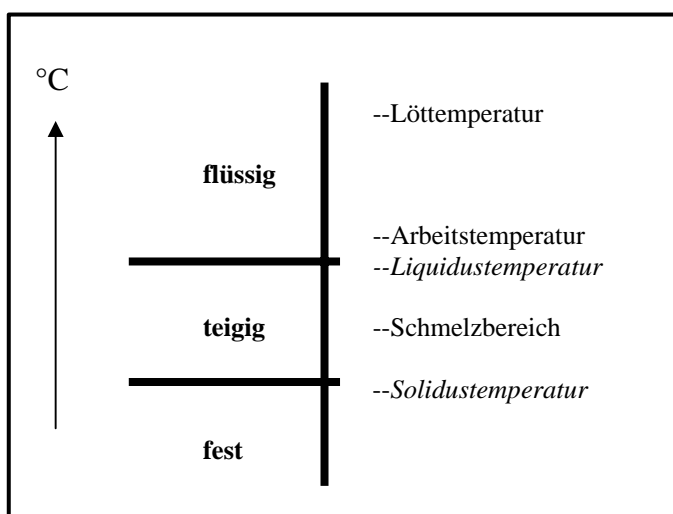 °C
--Löttemperatur
flüssig
--Arbeitstemperatur
--Liquidustemperatur
teigig
--Schmelzbereich
--Solidustemperatur
fest